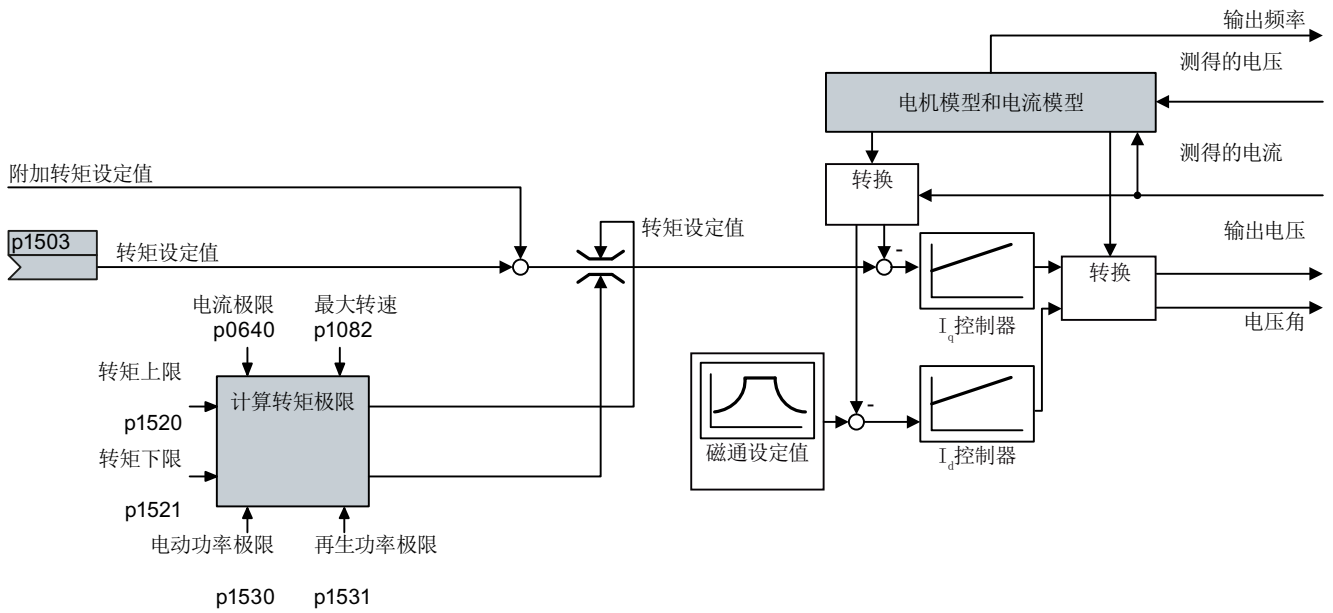 输出频率
测得的电压
电机模型和电流模型
测得的电流
附加转矩设定值
转换
p1503
转矩设定值
转矩设定值
-
输出电压
转换
电流极限
p0640
最大转速
p1082
Iq控制器
电压角
转矩上限
计算转矩极限
p1520
-
转矩下限
磁通设定值
Id控制器
p1521
电动功率极限
再生功率极限
p1530
p1531